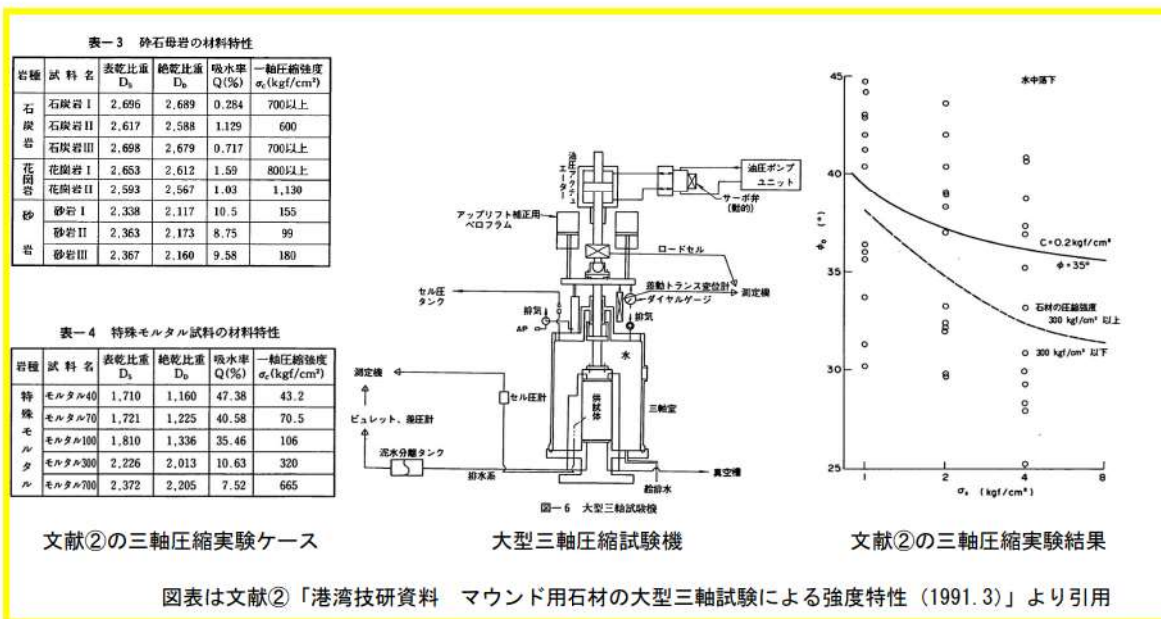 表－3 砕石母岩の材料特性
岩種 試料名 表乾比重 Ds 絶乾比重 DD 吸水率 Q(%) 一軸圧縮強度 σc(kgf/cm²)
石炭岩 石炭岩I 2,696 2,689 0.284 700以上
石炭岩II 2,617 2,588 1.129 600
石炭岩III 2,698 2,679 0.717 700以上
花崗岩 花崗岩I 2,653 2,612 1.59 800以上
花崗岩II 2,593 2,567 1.03 1,130
砂岩 砂岩I 2,338 2,117 10.5 155
砂岩II 2,363 2,173 8.75 99
砂岩III 2,367 2,160 9.58 180
表－4 特殊モルタル試料の材料特性
岩種 試料名 表乾比重 Ds 絶乾比重 DD 吸水率 Q(%) 一軸圧縮強度 σc(kgf/cm²)
特殊モルタル モルタル40 1,710 1,160 47.38 43.2
モルタル70 1,721 1,225 40.58 70.5
モルタル100 1,810 1,336 35.46 106
モルタル300 2,226 2,013 10.63 320
モルタル700 2,372 2,205 7.52 665
文献②の三軸圧縮実験ケース
油圧アクチュエーター
油圧ポンプ
ユニット
サーボ弁
(動的)
アップリフト補正用
ベロフラム
ロードセル
差動トランス変位計
ダイヤルゲージ
測定機
セル圧
タンク
排気
AP
排気
水
測定機
セル圧計
供試体
三軸室
ビュレット、差圧計
泥水分離タンク
排水系
真空槽
給排水
図－6 大型三軸試験機
大型三軸圧縮試験機
水中落下
45
40
35
30
25
φD (°)
C=0.2kgf/cm²
φ=35°
石材の圧縮強度
300 kgf/cm² 以上
300 kgf/cm² 以下
1 2 4 8
(kgf/cm²)
文献②の三軸圧縮実験結果
図表は文献②「港湾技研資料 マウンド用石材の大型三軸試験による強度特性（1991.3）」より引用